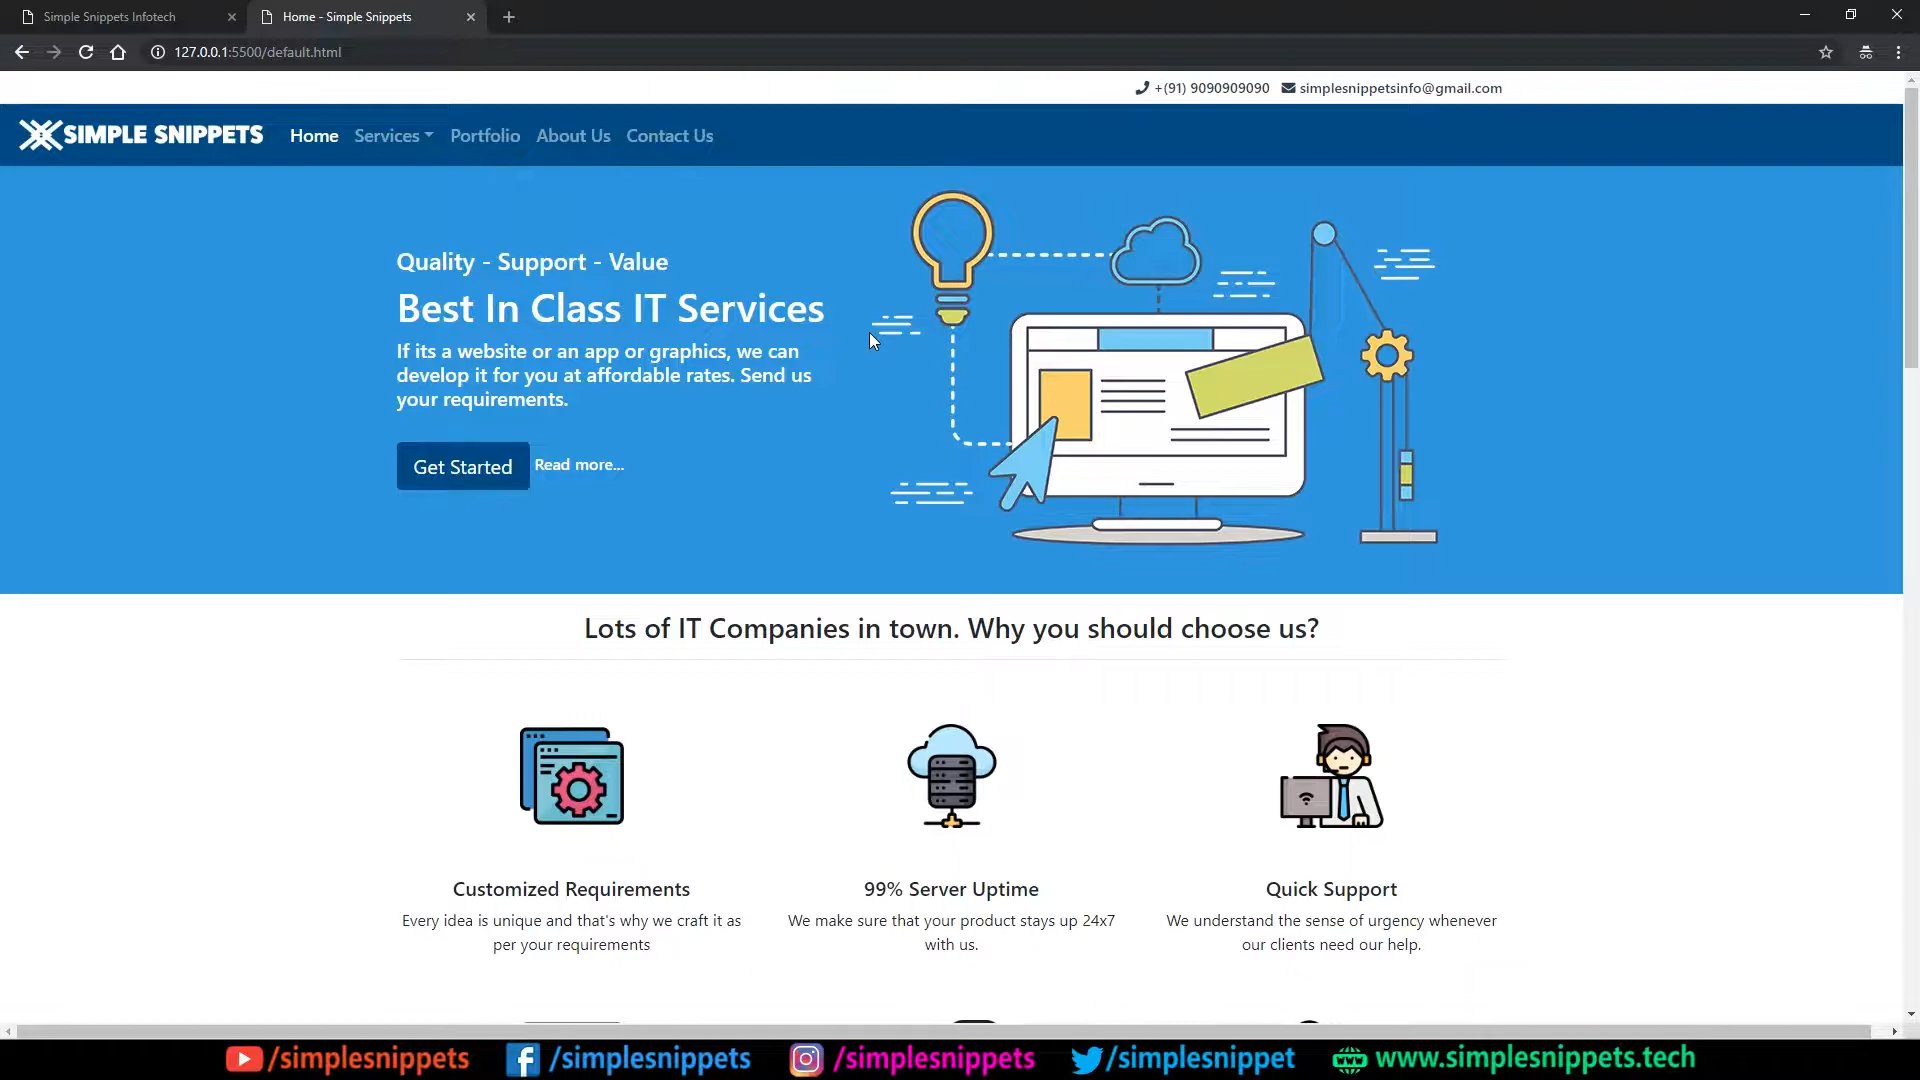 Simple Snippets Infotech
Home - Simple Snippets
127.0.0.1:5500/default.html
+(91) 9090909090 simplesnippetsinfo@gmail.com
SIMPLE SNIPPETS Home Services Portfolio About Us Contact Us
Quality - Support - Value
Best In Class IT Services
If its a website or an app or graphics, we can
develop it for you at affordable rates. Send us
your requirements.
Get Started Read more...
Lots of IT Companies in town. Why you should choose us?
Customized Requirements
Every idea is unique and that's why we craft it as
per your requirements
99% Server Uptime
We make sure that your product stays up 24x7
with us.
Quick Support
We understand the sense of urgency whenever
our clients need our help.
/simplesnippets /simplesnippets /simplesnippets /simplesnippet www www.simplesnippets.tech